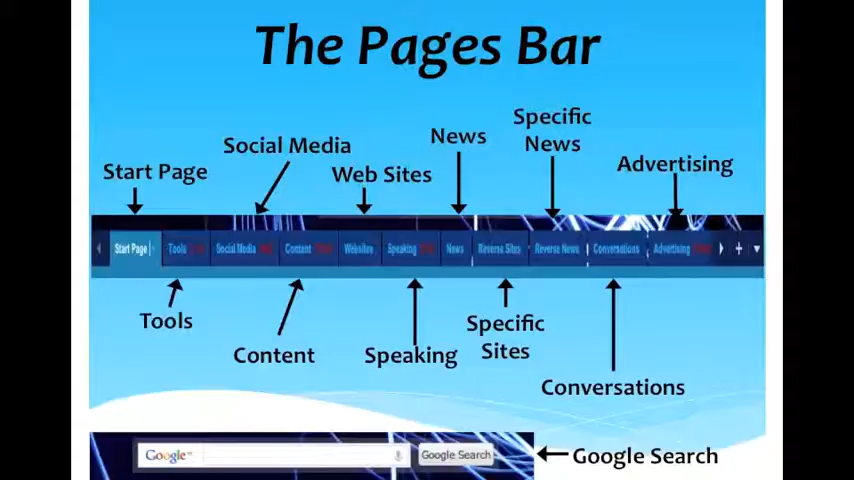 The Pages Bar
Specific
News
News
Social Media
Advertising
Start Page
Web Sites
Start Page
Tools
Social Media
Content
Websites
Speaking
News
Reverse Sites
Reverse News
Conversations
Advertising
Tools
Specific
Sites
Content
Speaking
Conversations
Google
Google Search
Google Search